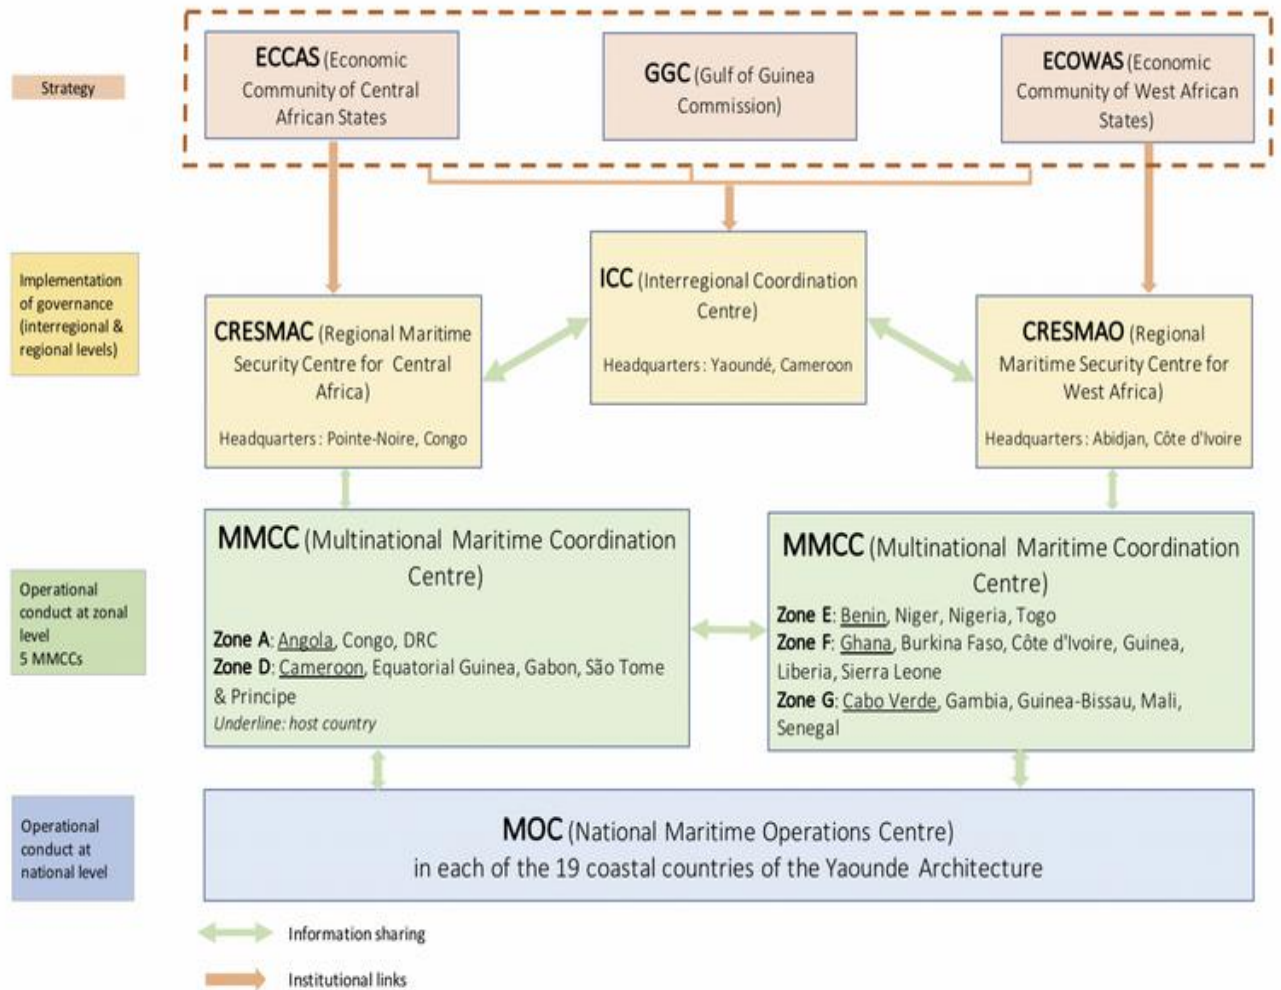 Strategy
ECCAS (Economic
Community of Central
African States
GGC (Gulf of Guinea
Commission)
ECOWAS (Economic
Community of West African
States)
Implementation
of governance
(interregional &
regional levels)
CRESMAC (Regional Maritime
Security Centre for Central
Africa)
Headquarters : Pointe-Noire, Congo
ICC (Interregional Coordination
Centre)
Headquarters : Yaoundé, Cameroon
CRESMAO (Regional
Maritime Security Centre for
West Africa)
Headquarters : Abidjan, Côte d'Ivoire
Operational
conduct at zonal
level
5 MMCCs
MMCC (Multinational Maritime Coordination
Centre)
Zone A: Angola, Congo, DRC
Zone D: Cameroon, Equatorial Guinea, Gabon, São Tome
& Principe
Underline: host country
MMCC (Multinational Maritime Coordination
Centre)
Zone E: Benin, Niger, Nigeria, Togo
Zone F: Ghana, Burkina Faso, Côte d'Ivoire, Guinea,
Liberia, Sierra Leone
Zone G: Cabo Verde, Gambia, Guinea-Bissau, Mali,
Senegal
Operational
conduct at
national level
MOC (National Maritime Operations Centre)
in each of the 19 coastal countries of the Yaounde Architecture
Information sharing
Institutional links